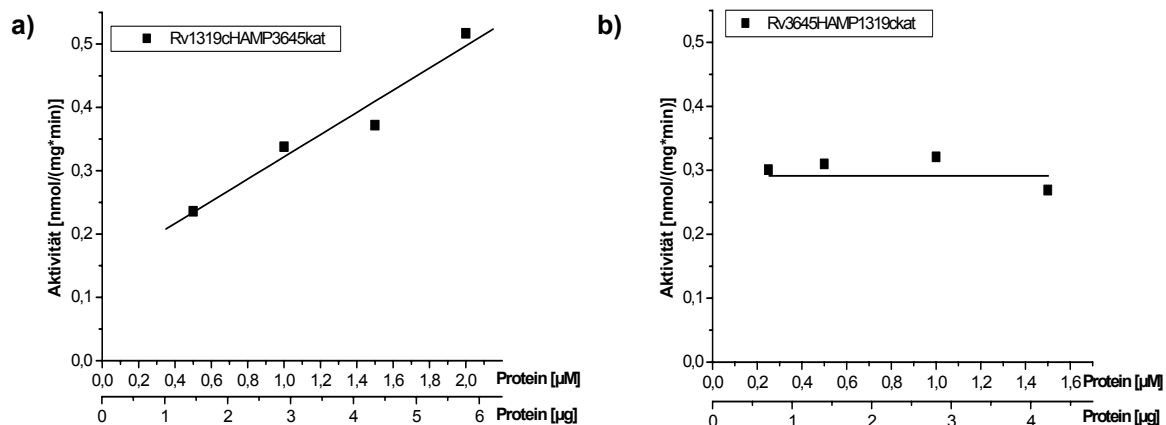 a)
Rv1319cHAMP3645kat
Aktivität [nmol/(mg*min)]
0,5
0,4
0,3
0,2
0,1
0,0
0,0 0,2 0,4 0,6 0,8 1,0 1,2 1,4 1,6 1,8 2,0 Protein [µM]
0 1 2 3 4 5 6 Protein [µg]
b)
Rv3645HAMP1319ckat
Aktivität [nmol/(mg*min)]
0,5
0,4
0,3
0,2
0,1
0,0
0,0 0,2 0,4 0,6 0,8 1,0 1,2 1,4 1,6 Protein [µM]
0 1 2 3 4 Protein [µg]